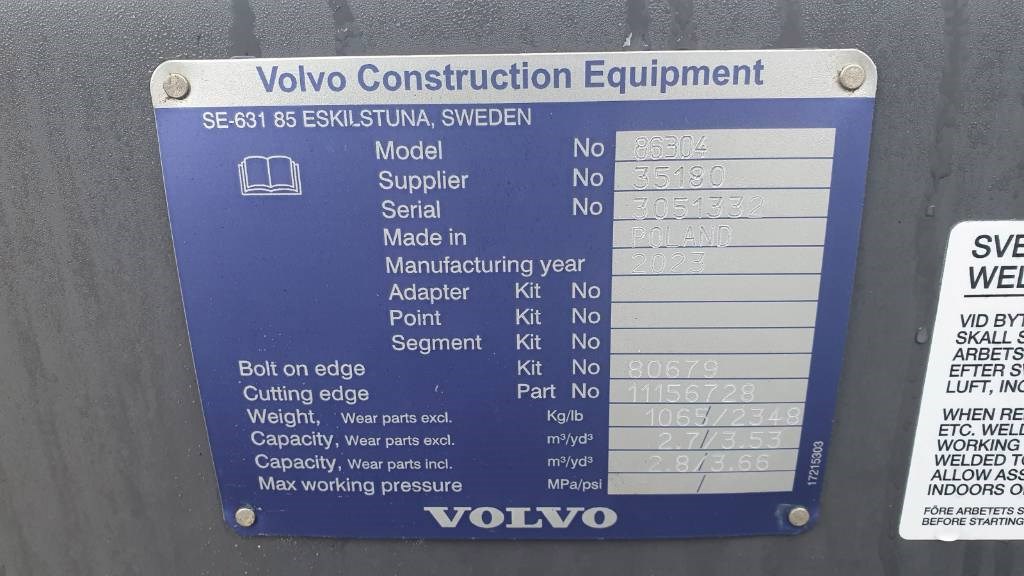 Volvo Construction Equipment
SE-631 85 ESKILSTUNA, SWEDEN
Model No 86304
Supplier No 35180
Serial No 3051332
Made in POLAND
Manufacturing year 2023
Adapter Kit No
Point Kit No
Segment Kit No
Bolt on edge Kit No 80679
Cutting edge Part No 11156728
Weight, Wear parts excl. Kg/lb 1065/2348
Capacity, Wear parts excl. m³/yd³ 2.7/3.53
Capacity, Wear parts incl. m³/yd³ 2.8/3.66
Max working pressure MPa/psi /
VOLVO
17215303
SVE
WEL
VID BYT
SKALL S
ARBETS
EFTER SV
LUFT, INO
WHEN RE
ETC. WELD
WORKING
WELDED TO
ALLOW ASS
INDOORS O
FÖRE ARBETETS S
BEFORE STARTING